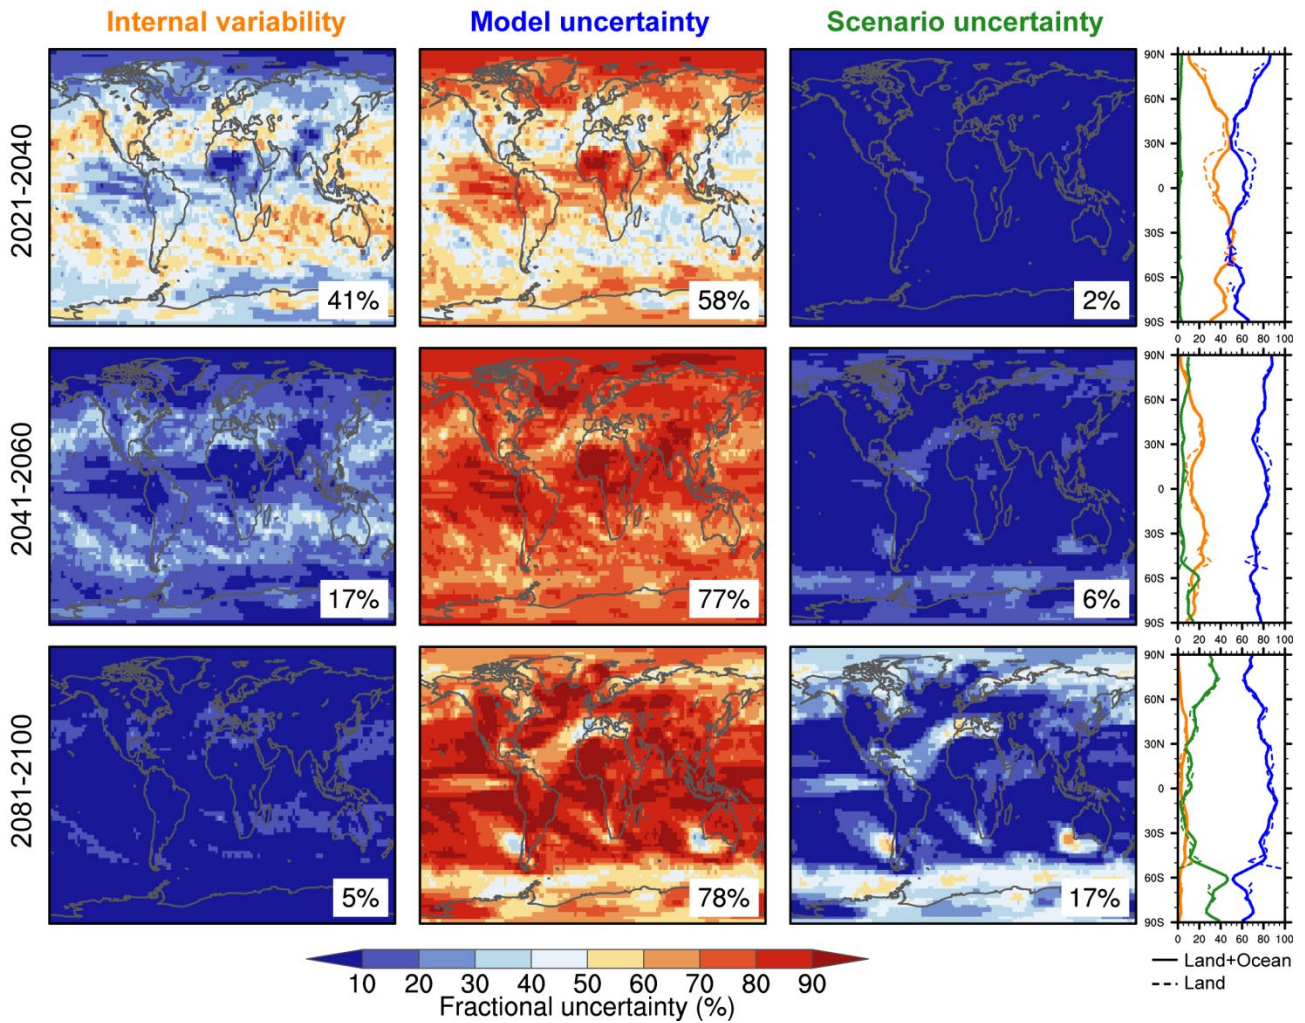 Internal variability Model uncertainty Scenario uncertainty
2021-2040
41% 58% 2%
90N
60N
30N
0
30S
60S
90S
0 20 40 60 80 100
2041-2060
17% 77% 6%
90N
60N
30N
0
30S
60S
90S
0 20 40 60 80 100
2081-2100
5% 78% 17%
90N
60N
30N
0
30S
60S
90S
0 20 40 60 80 100
10 20 30 40 50 60 70 80 90
Fractional uncertainty (%)
Land+Ocean
Land